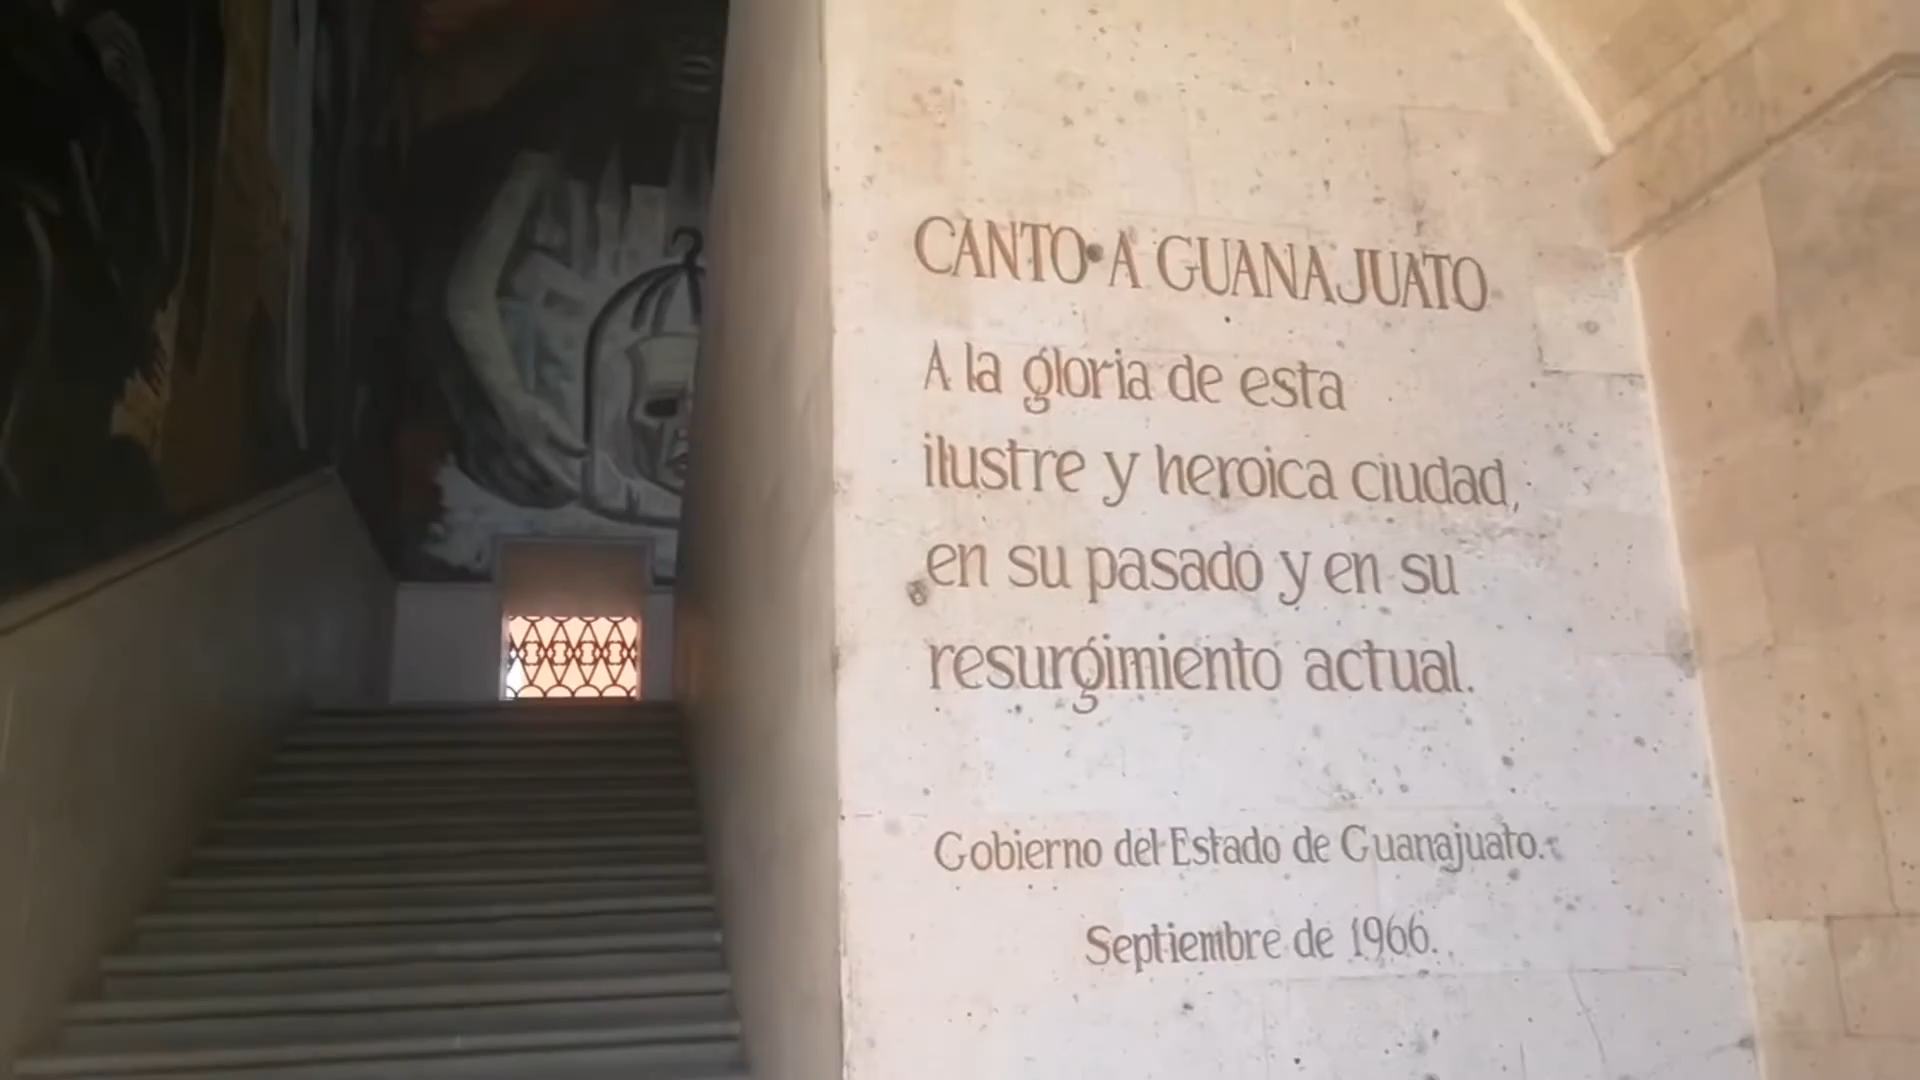 CANTO A GUANAJUATO
A la gloria de esta
ilustre y heroica ciudad,
en su pasado y en su
resurgimiento actual.
Gobierno del Estado de Guanajuato.
Septiembre de 1966.